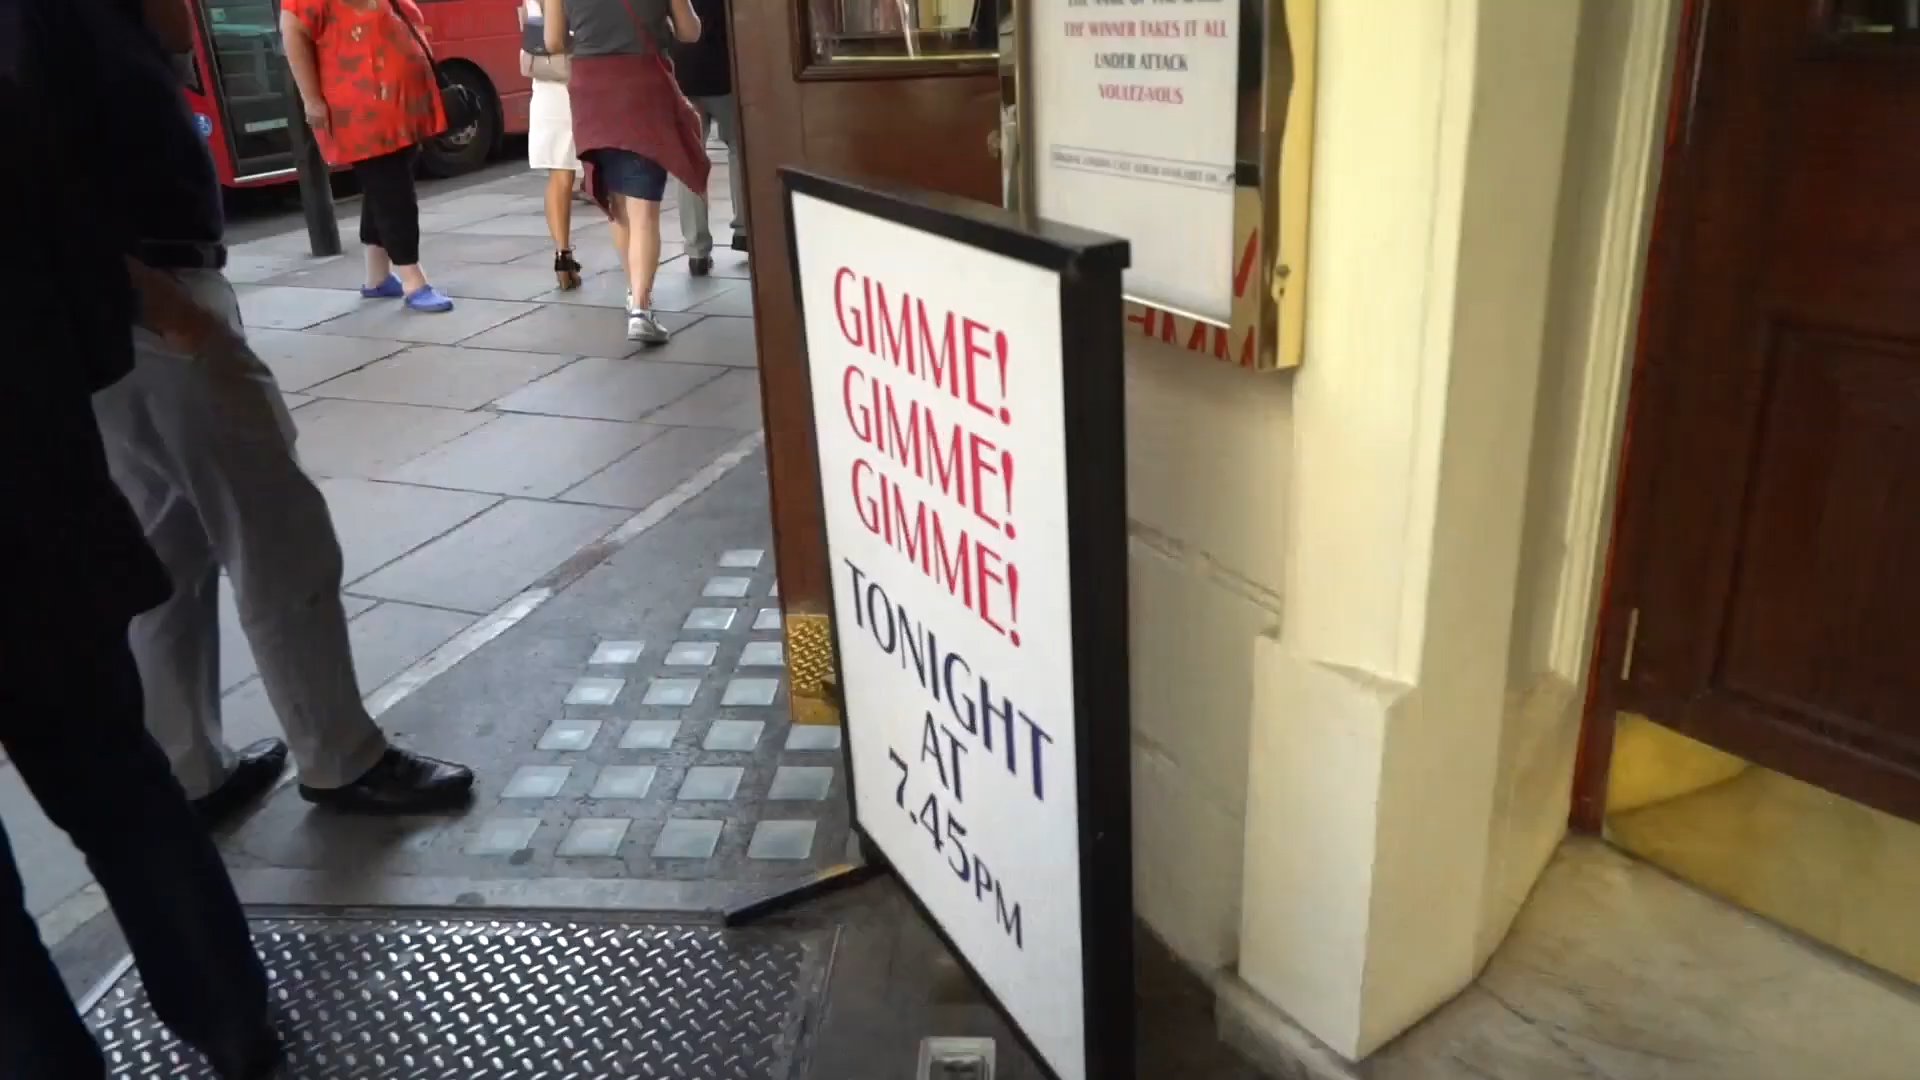 THE WINNER TAKES IT ALL
UNDER ATTACK
VOULEZ-VOUS
GIMME!
GIMME!
GIMME!
TONIGHT
AT
7.45PM